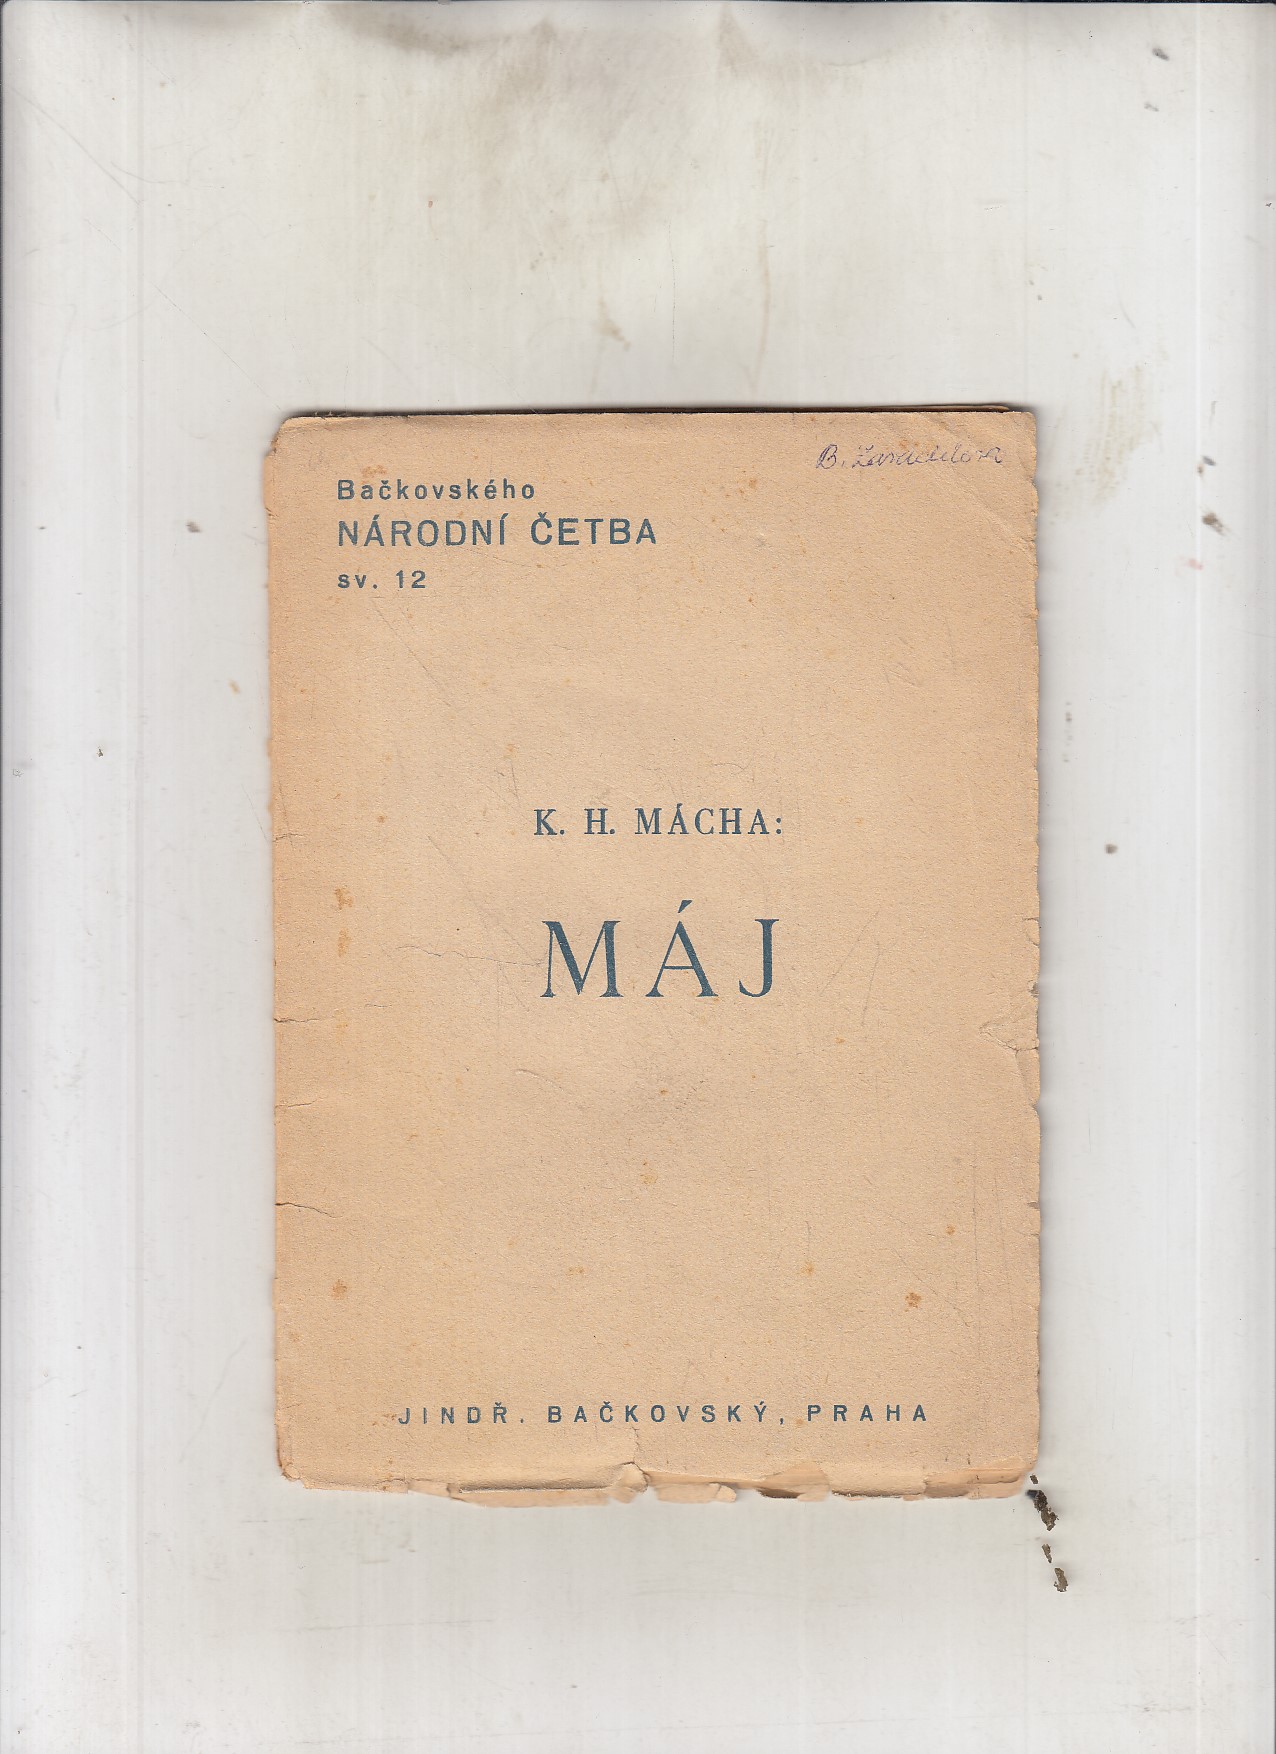 B.
Bačkovského
NÁRODNÍ ČETBA
sv. 12
K. H. MÁCHA:
MÁJ
JINDŘ. BAČKOVSKÝ, PRAHA